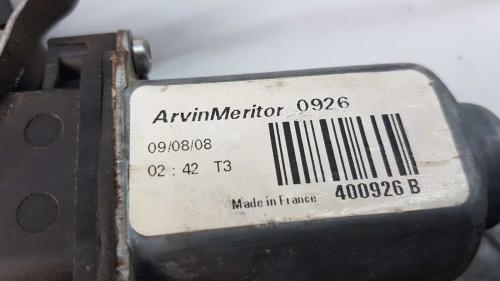 ArvinMeritor 0926
09/08/08
02 : 42 T3
400926 B
Made in France